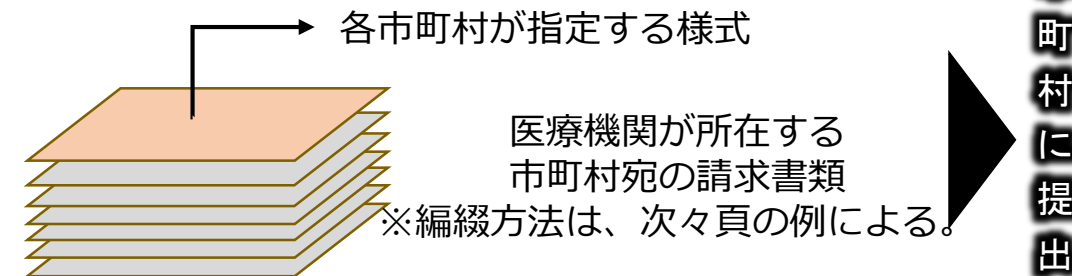 各市町村が指定する様式
医療機関が所在する
市町村宛の請求書類
※編綴方法は、次々頁の例による。
町村に提出